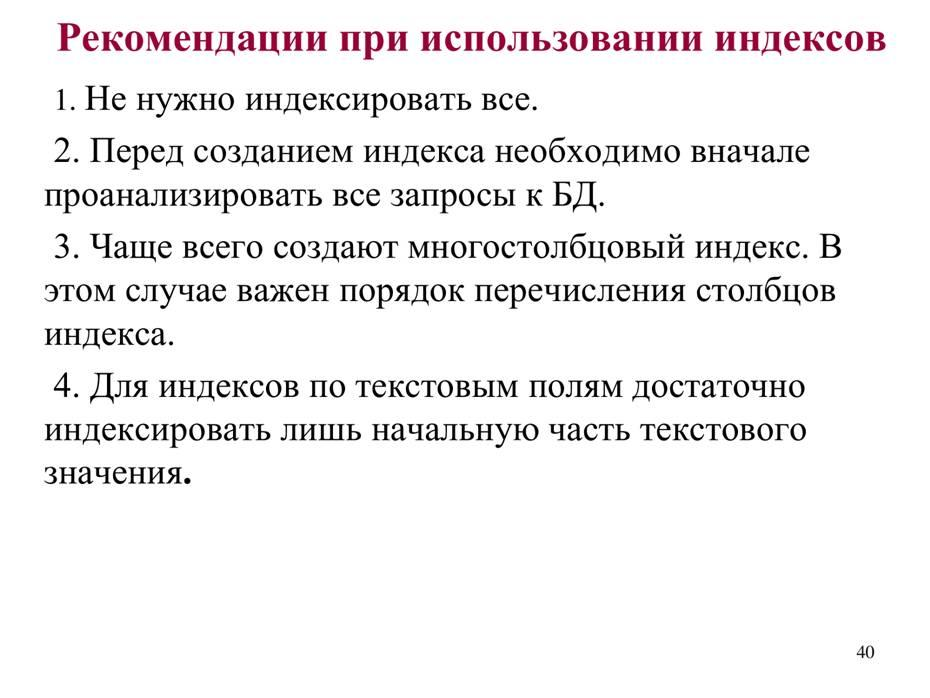 Рекомендации при использовании индексов
1. Не нужно индексировать все.
2. Перед созданием индекса необходимо вначале
проанализировать все запросы к БД.
3. Чаще всего создают многостолбцовый индекс. В
этом случае важен порядок перечисления столбцов
индекса.
4. Для индексов по текстовым полям достаточно
индексировать лишь начальную часть текстового
значения.
40